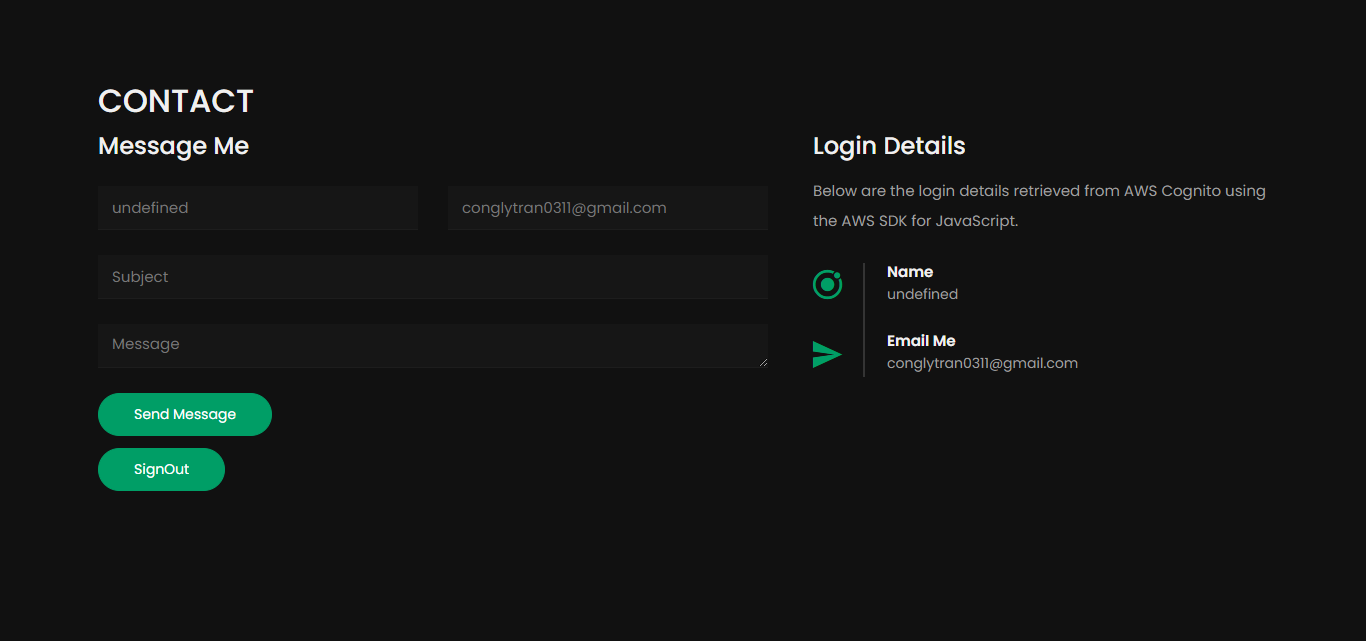 CONTACT
Message Me
undefined
conglytran0311@gmail.com
Subject
Message
Send Message
SignOut
Login Details
Below are the login details retrieved from AWS Cognito using
the AWS SDK for JavaScript.
Name
undefined
Email Me
conglytran0311@gmail.com